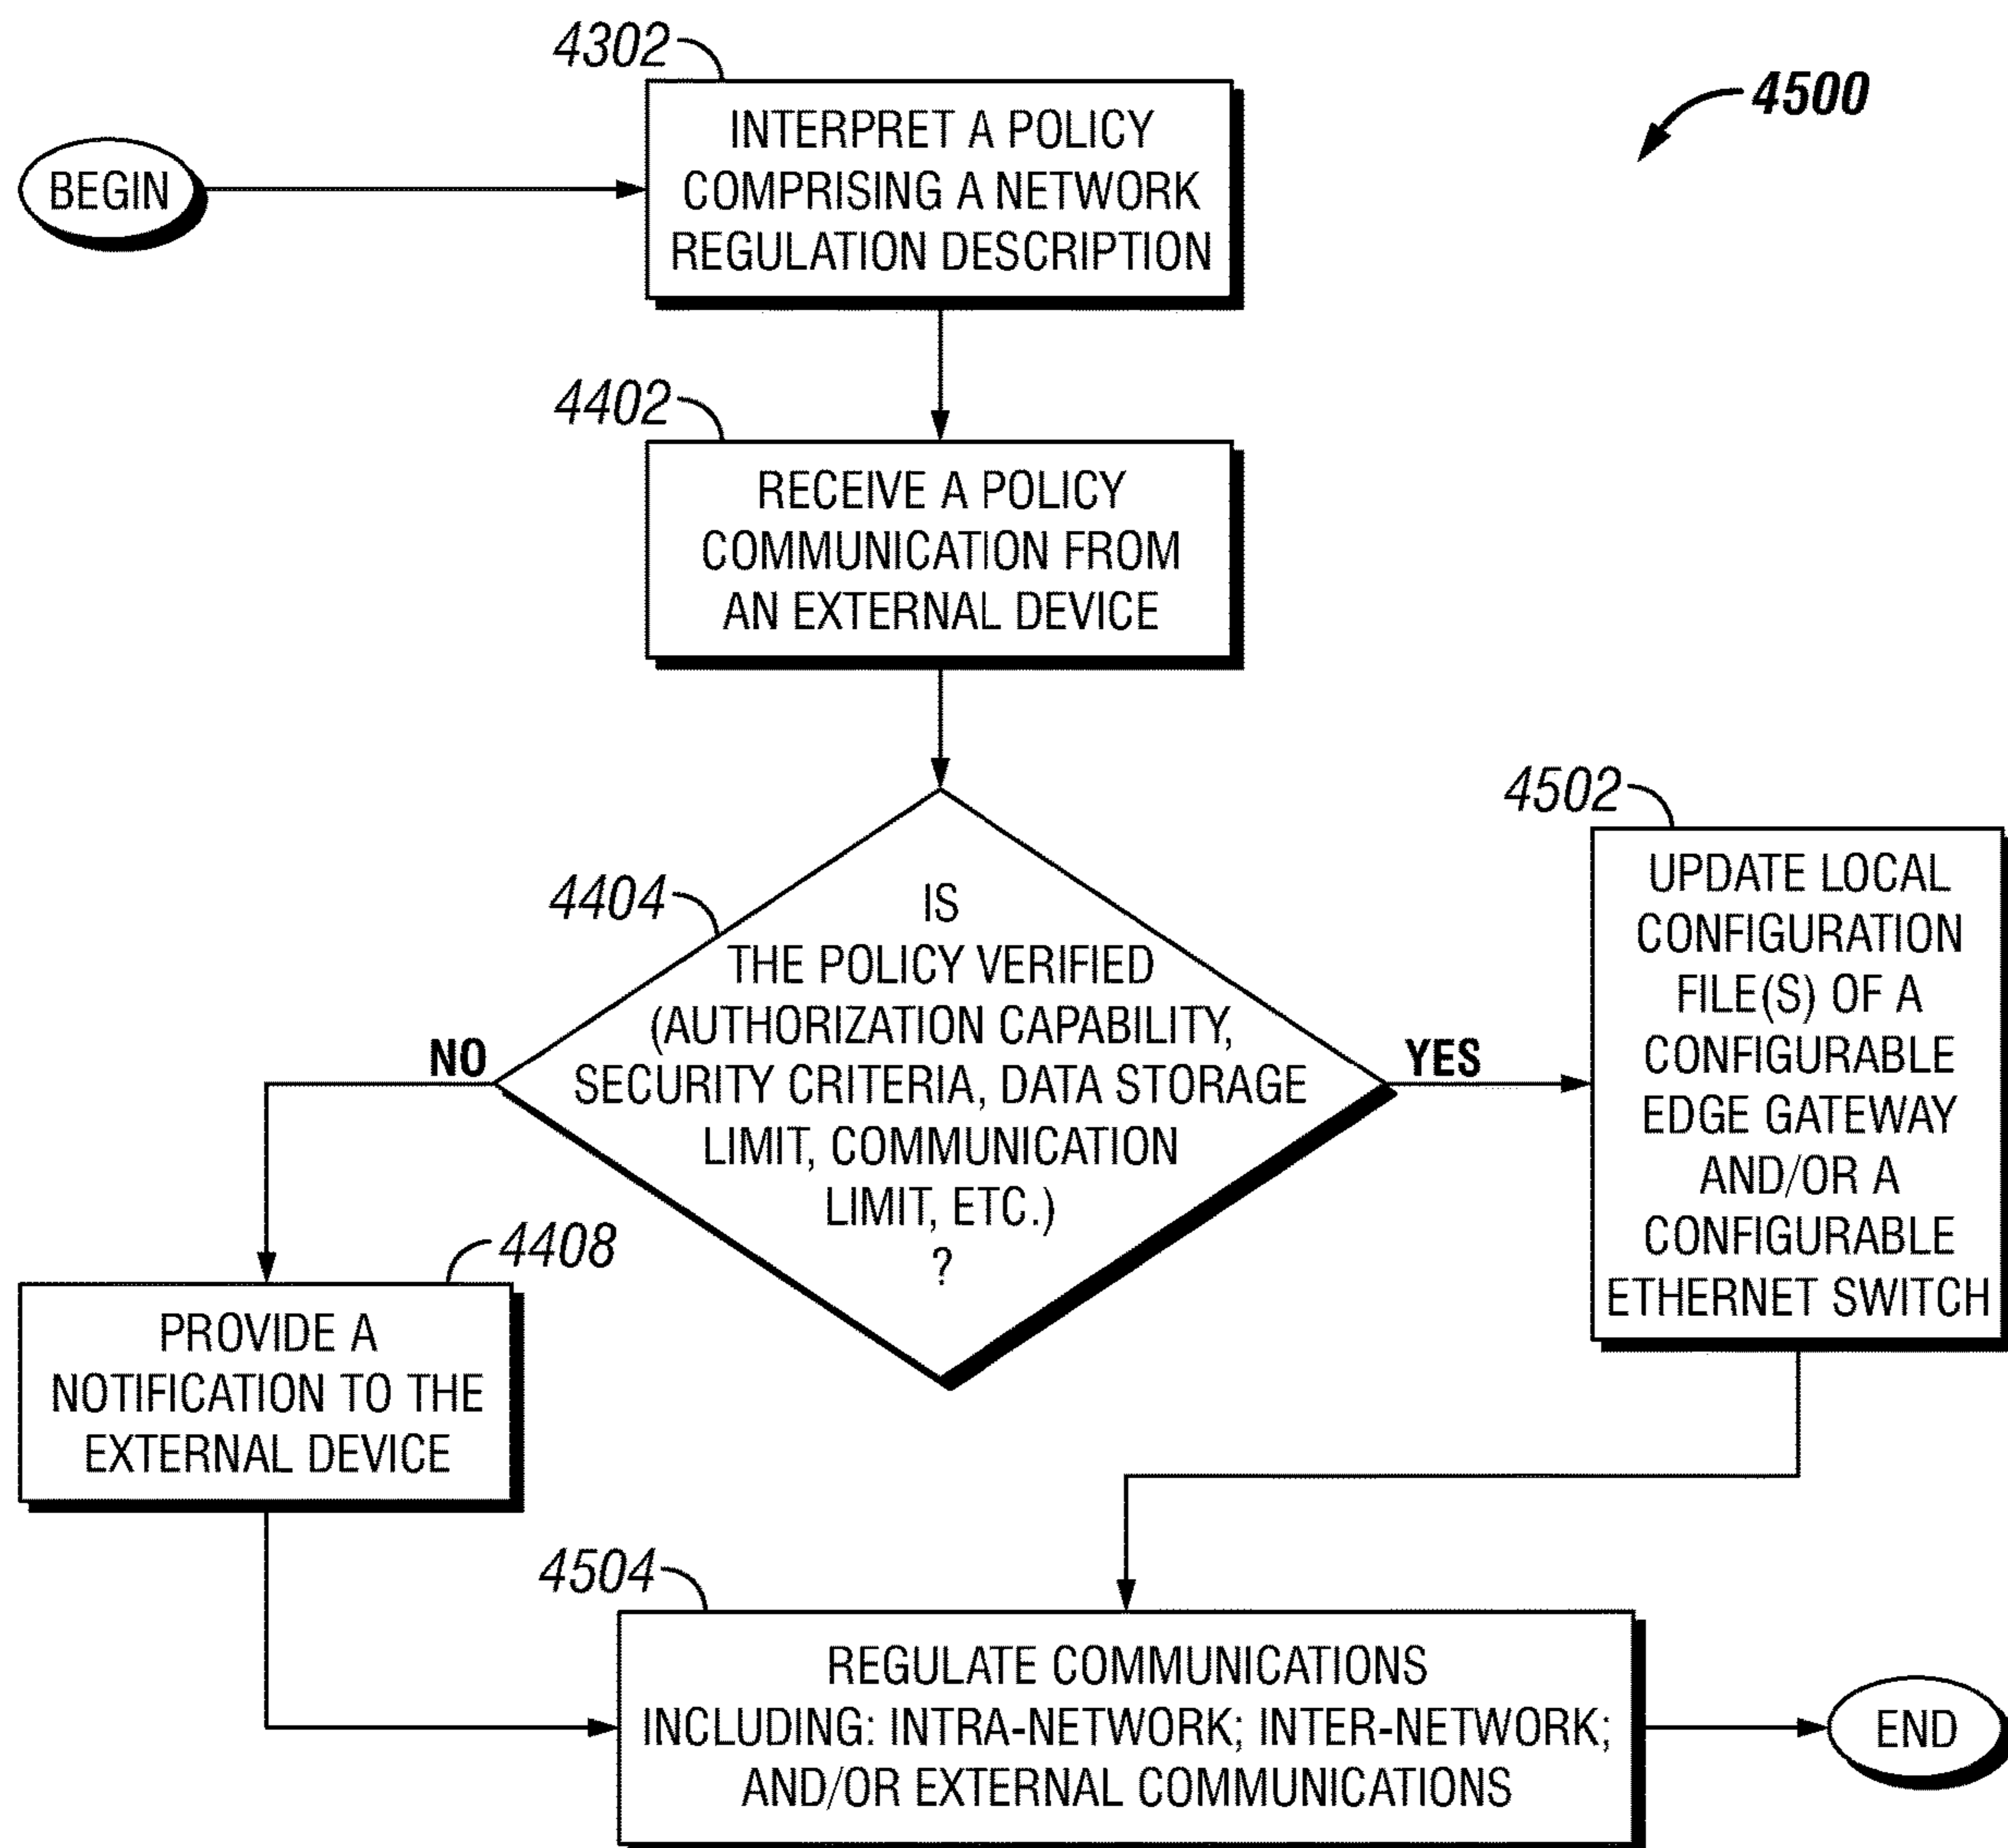 4302
4500
BEGIN
INTERPRET A POLICY
COMPRISING A NETWORK
REGULATION DESCRIPTION
4402
RECEIVE A POLICY
COMMUNICATION FROM
AN EXTERNAL DEVICE
4404
IS
THE POLICY VERIFIED
(AUTHORIZATION CAPABILITY,
SECURITY CRITERIA, DATA STORAGE
LIMIT, COMMUNICATION
LIMIT, ETC.)
?
NO
YES
4502
UPDATE LOCAL
CONFIGURATION
FILE(S) OF A
CONFIGURABLE
EDGE GATEWAY
AND/OR A
CONFIGURABLE
ETHERNET SWITCH
4408
PROVIDE A
NOTIFICATION TO THE
EXTERNAL DEVICE
4504
REGULATE COMMUNICATIONS
INCLUDING: INTRA-NETWORK; INTER-NETWORK;
AND/OR EXTERNAL COMMUNICATIONS
END